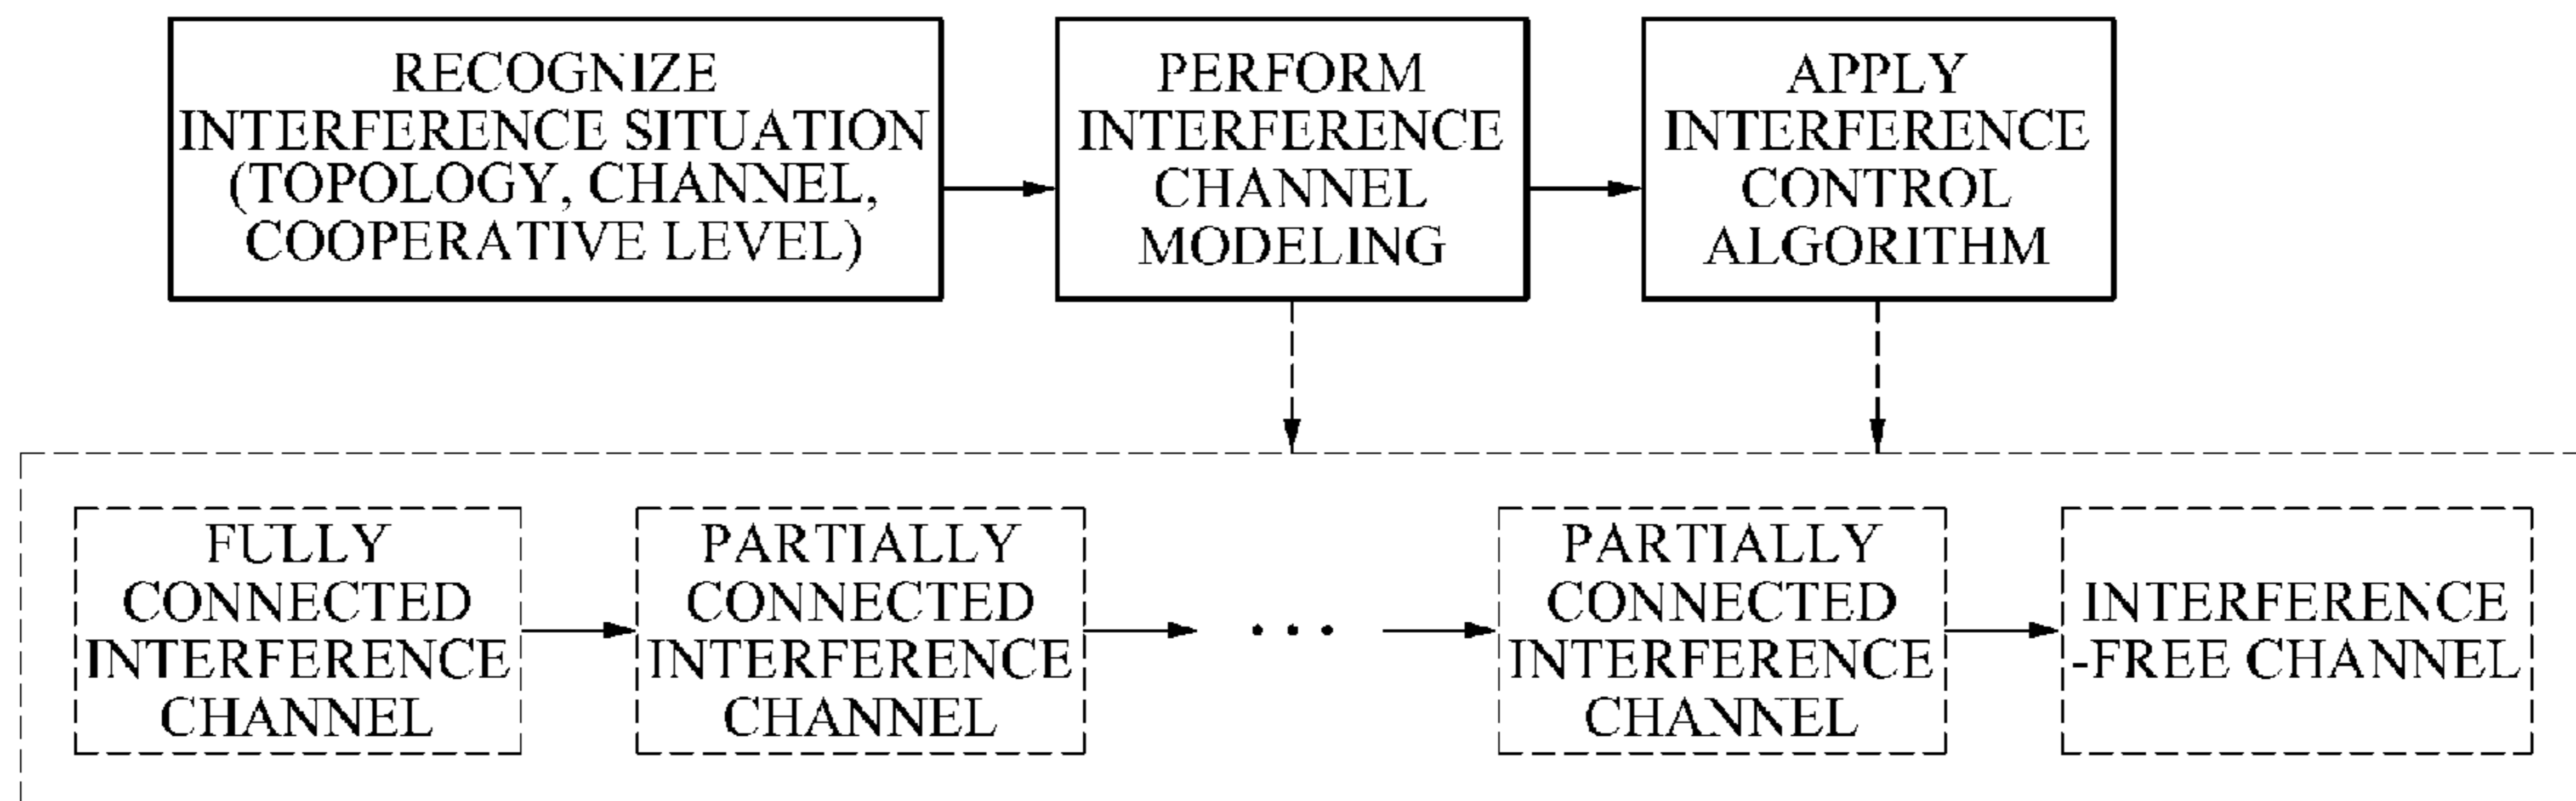 RECOGNIZE
INTERFERENCE SITUATION
(TOPOLOGY, CHANNEL,
COOPERATIVE LEVEL)
PERFORM
INTERFERENCE
CHANNEL
MODELING
APPLY
INTERFERENCE
CONTROL
ALGORITHM
FULLY
CONNECTED
INTERFERENCE
CHANNEL
PARTIALLY
CONNECTED
INTERFERENCE
CHANNEL
• • •
PARTIALLY
CONNECTED
INTERFERENCE
CHANNEL
INTERFERENCE
-FREE CHANNEL